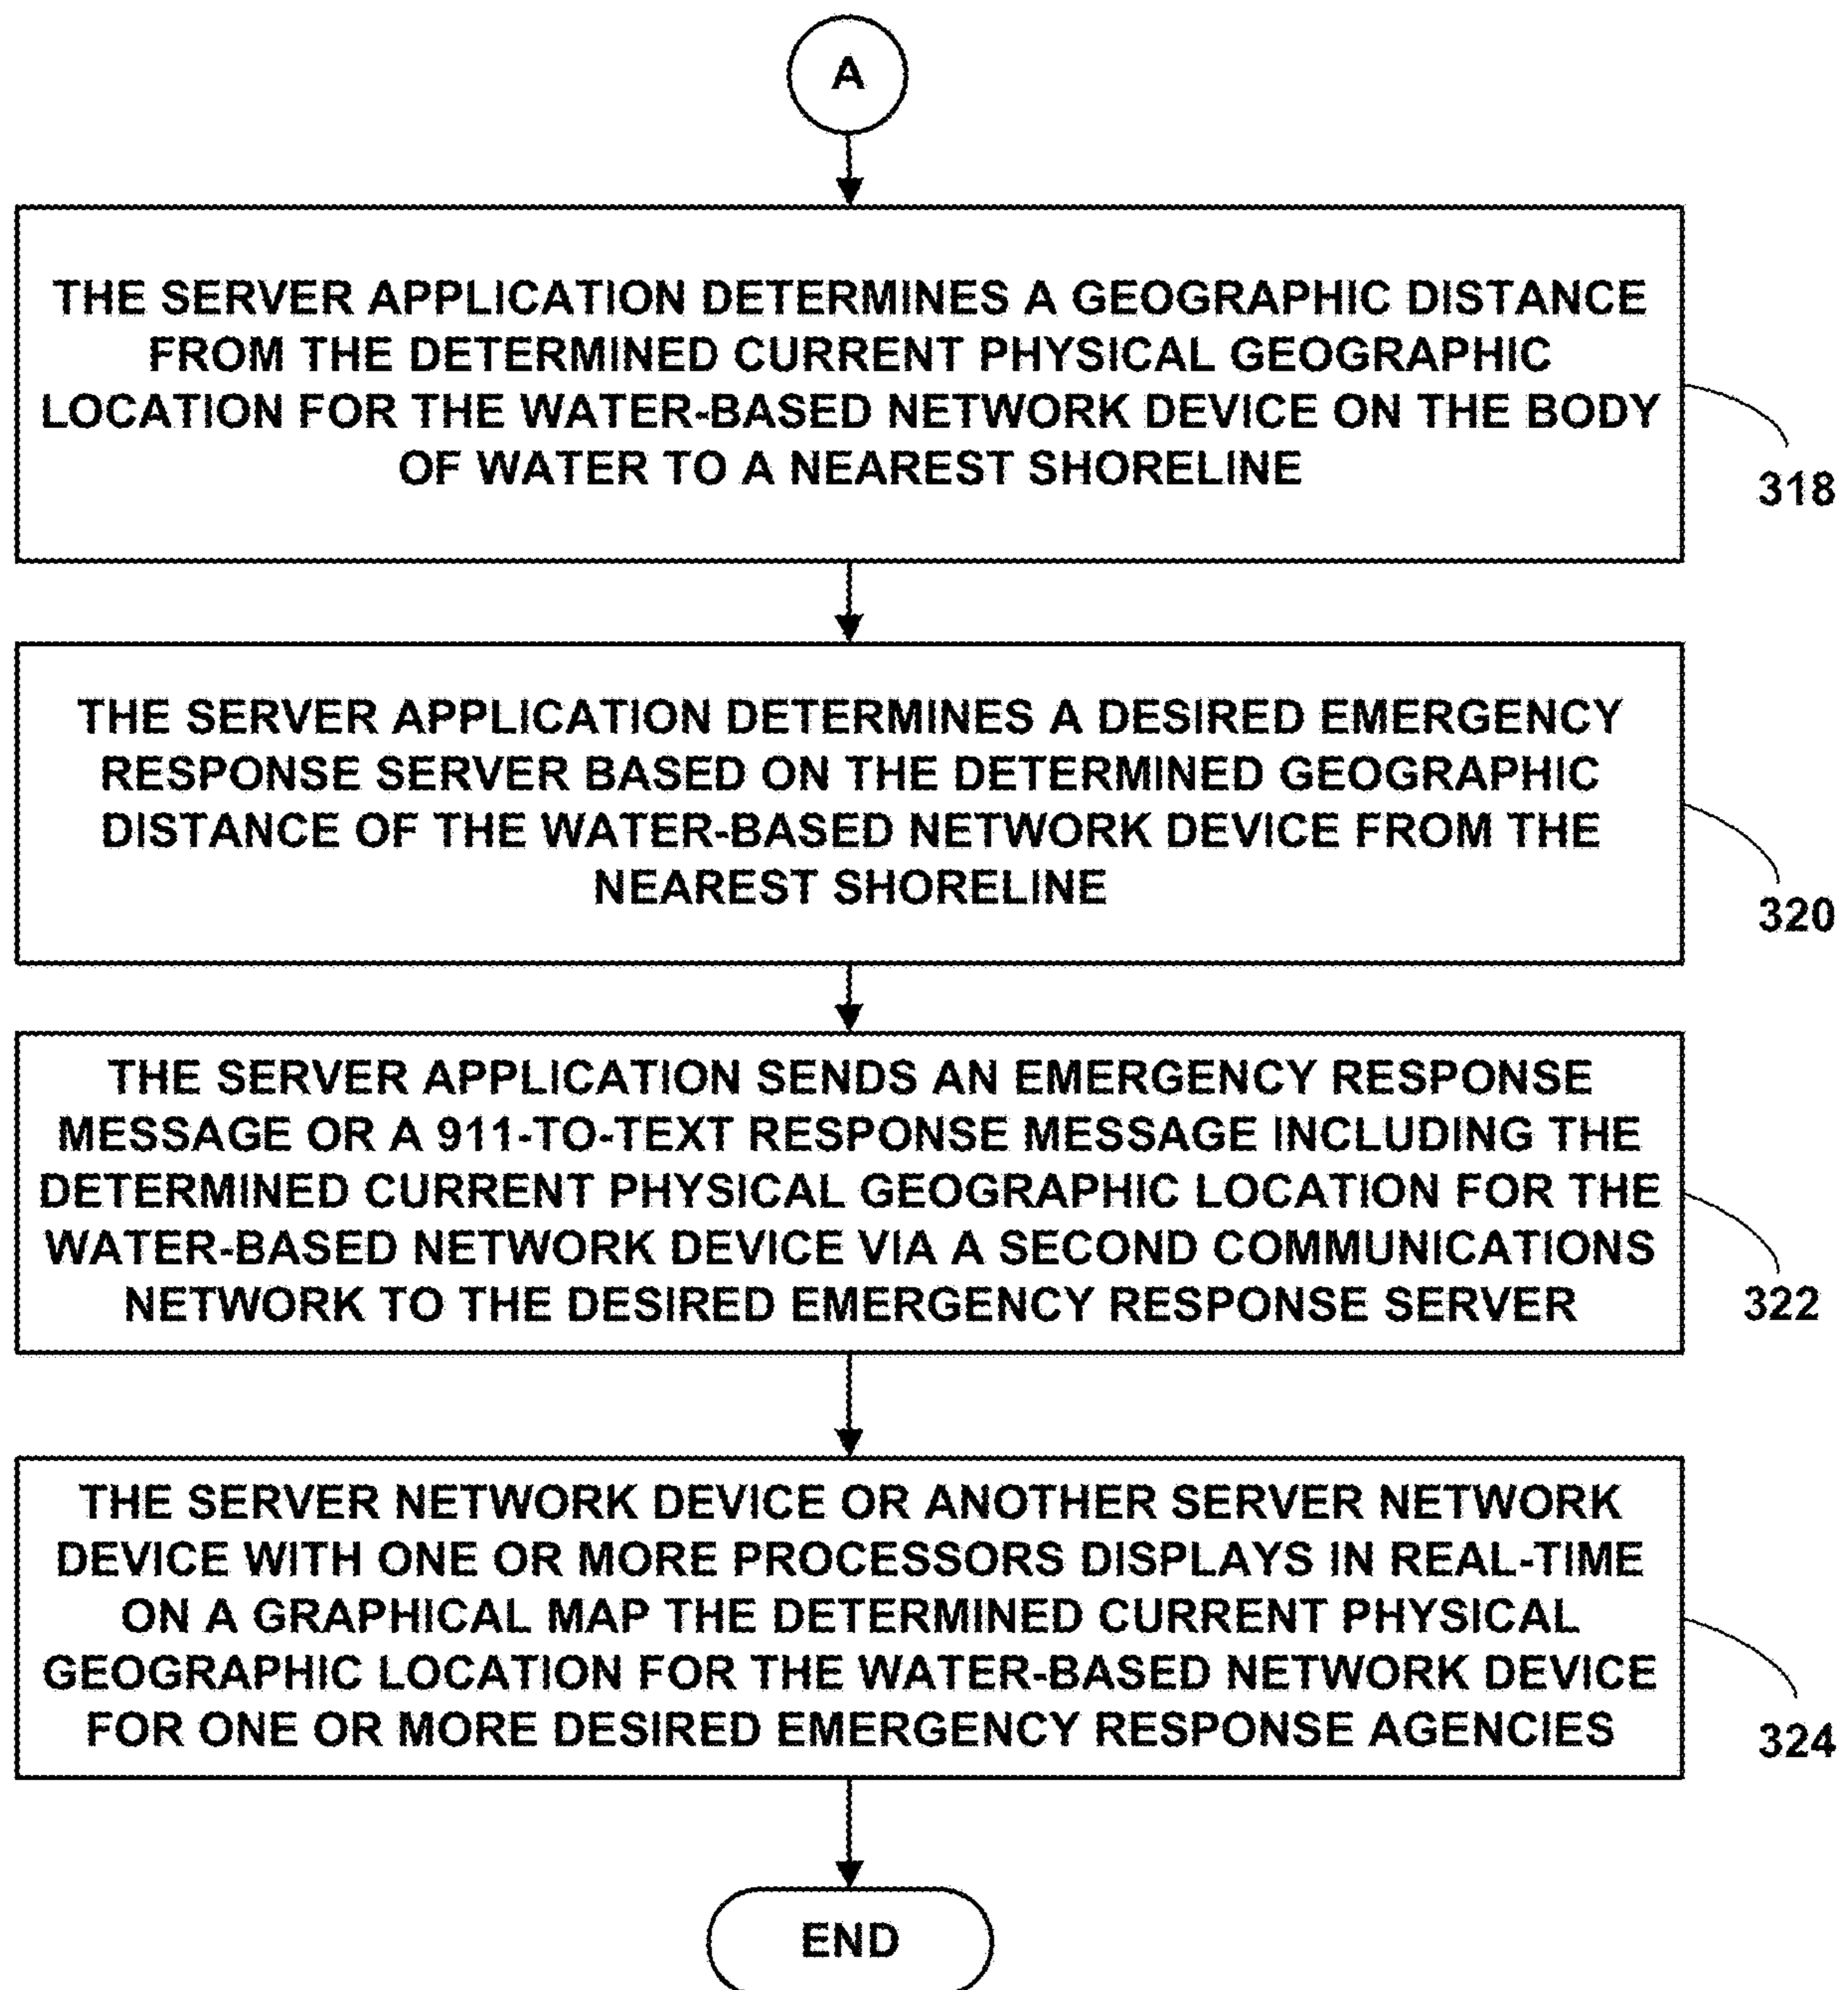 A
THE SERVER APPLICATION DETERMINES A GEOGRAPHIC DISTANCE
FROM THE DETERMINED CURRENT PHYSICAL GEOGRAPHIC
LOCATION FOR THE WATER-BASED NETWORK DEVICE ON THE BODY
OF WATER TO A NEAREST SHORELINE
318
THE SERVER APPLICATION DETERMINES A DESIRED EMERGENCY
RESPONSE SERVER BASED ON THE DETERMINED GEOGRAPHIC
DISTANCE OF THE WATER-BASED NETWORK DEVICE FROM THE
NEAREST SHORELINE
320
THE SERVER APPLICATION SENDS AN EMERGENCY RESPONSE
MESSAGE OR A 911-TO-TEXT RESPONSE MESSAGE INCLUDING THE
DETERMINED CURRENT PHYSICAL GEOGRAPHIC LOCATION FOR THE
WATER-BASED NETWORK DEVICE VIA A SECOND COMMUNICATIONS
NETWORK TO THE DESIRED EMERGENCY RESPONSE SERVER
322
THE SERVER NETWORK DEVICE OR ANOTHER SERVER NETWORK
DEVICE WITH ONE OR MORE PROCESSORS DISPLAYS IN REAL-TIME
ON A GRAPHICAL MAP THE DETERMINED CURRENT PHYSICAL
GEOGRAPHIC LOCATION FOR THE WATER-BASED NETWORK DEVICE
FOR ONE OR MORE DESIRED EMERGENCY RESPONSE AGENCIES
324
END